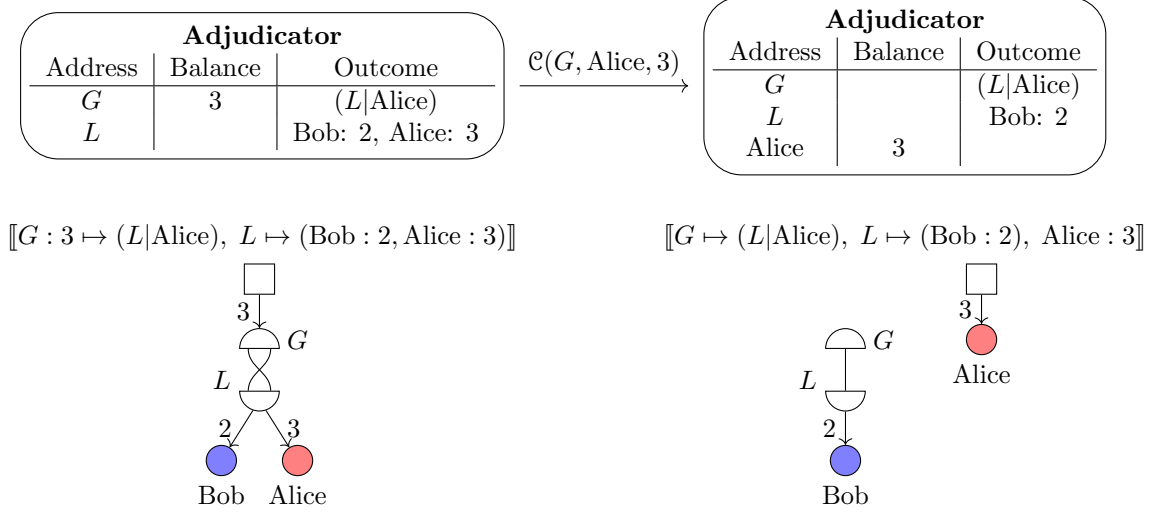 Adjudicator
Address Balance Outcome
G 3 (L|Alice)
L Bob: 2, Alice: 3
𝒞(G, Alice, 3)
Adjudicator
Address Balance Outcome
G (L|Alice)
L Bob: 2
Alice 3
⟦G : 3 ↦ (L|Alice), L ↦ (Bob : 2, Alice : 3)⟧
3
G
L
2 3
Bob Alice
⟦G ↦ (L|Alice), L ↦ (Bob : 2), Alice : 3⟧
3
G
Alice
L
2
Bob